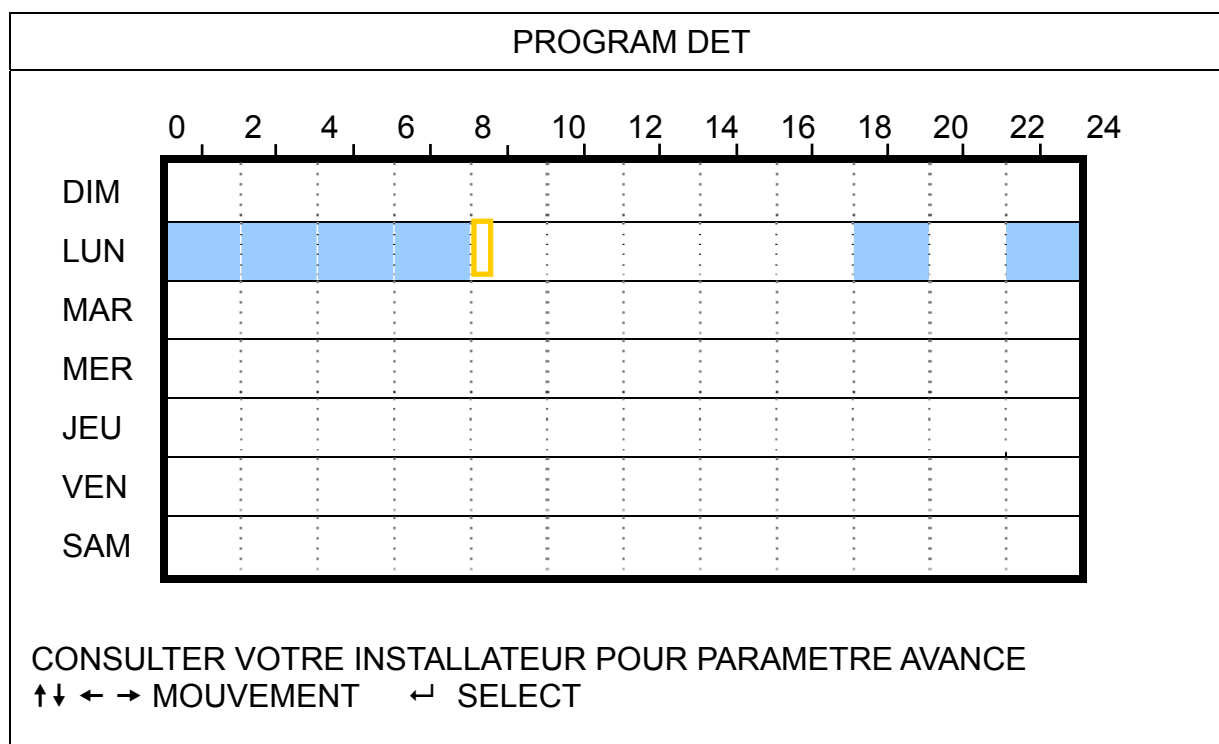 PROGRAM DET
0 2 4 6 8 10 12 14 16 18 20 22 24
DIM
LUN
MAR
MER
JEU
VEN
SAM
CONSULTER VOTRE INSTALLATEUR POUR PARAMETRE AVANCE
↑↓ ← → MOUVEMENT ↵ SELECT